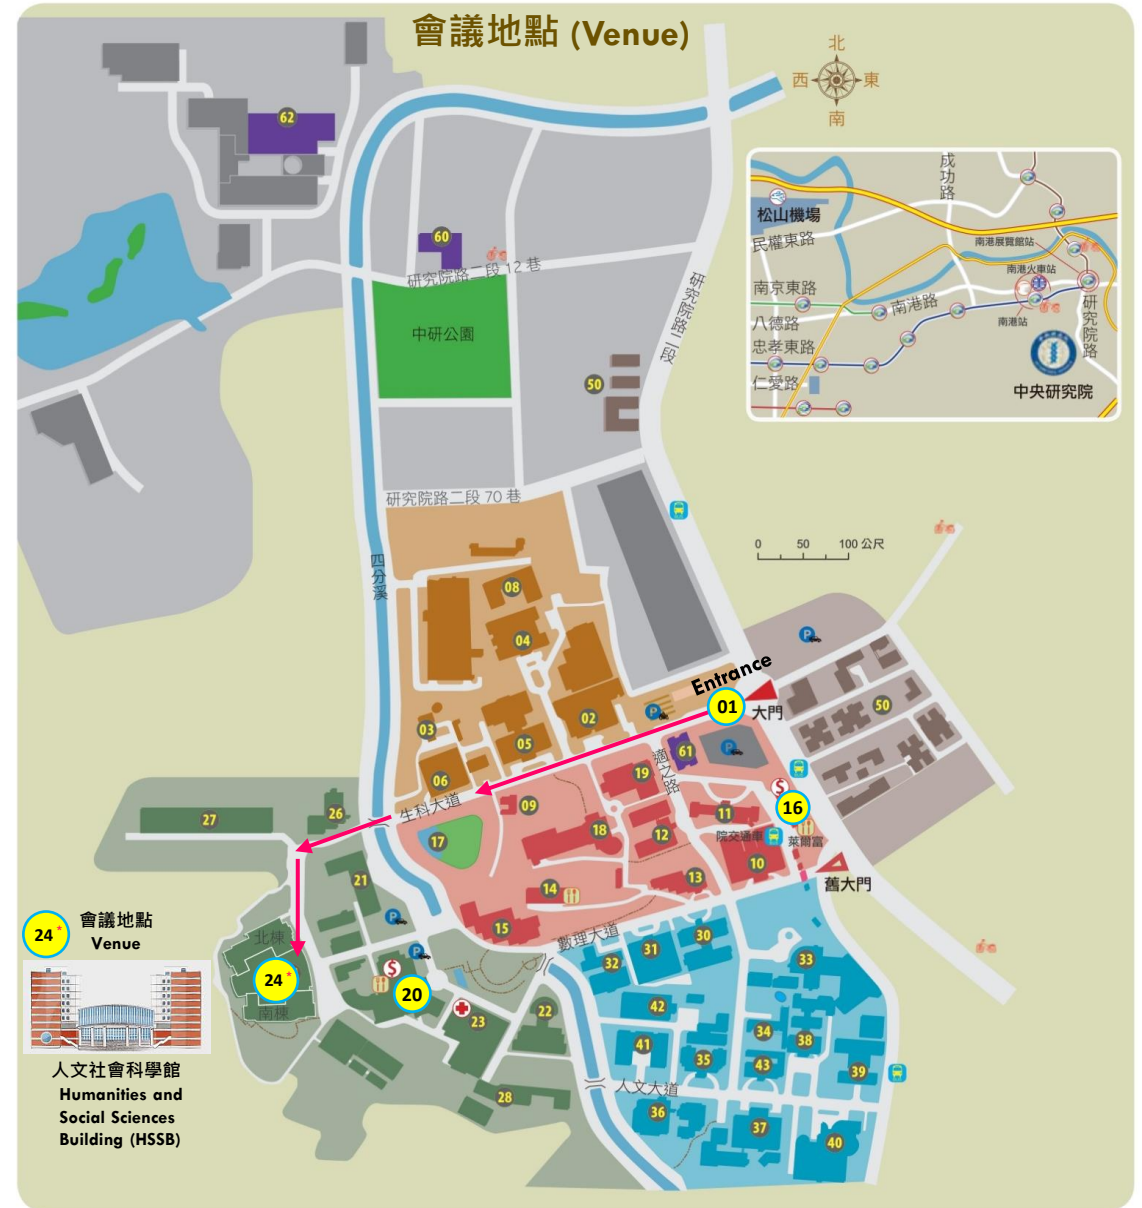 會議地點 (Venue)
北
西
東
南
62
60
研究院路二段 12 巷
中研公園
研究院路二段
50
研究院路二段 70 巷
四分溪
成功路
松山機場
民權東路
南港展覽館站
南港火車站
南京東路
南港路
八德路
南港站
研究院路
忠孝東路
仁愛路
中央研究院
0 50 100 公尺
08
04
Entrance
01
大門
50
02
03
05
06
61
適之路
19
生科大道
09
16
11
院交通車
萊爾富
27
26
17
18
12
10
舊大門
21
14
13
15
數理大道
24*
會議地點
Venue
北棟
24*
南棟
20
23
22
28
人文社會科學館
Humanities and
Social Sciences
Building (HSSB)
30
31
32
33
42
34
38
41
35
43
39
人文大道
36
37
40